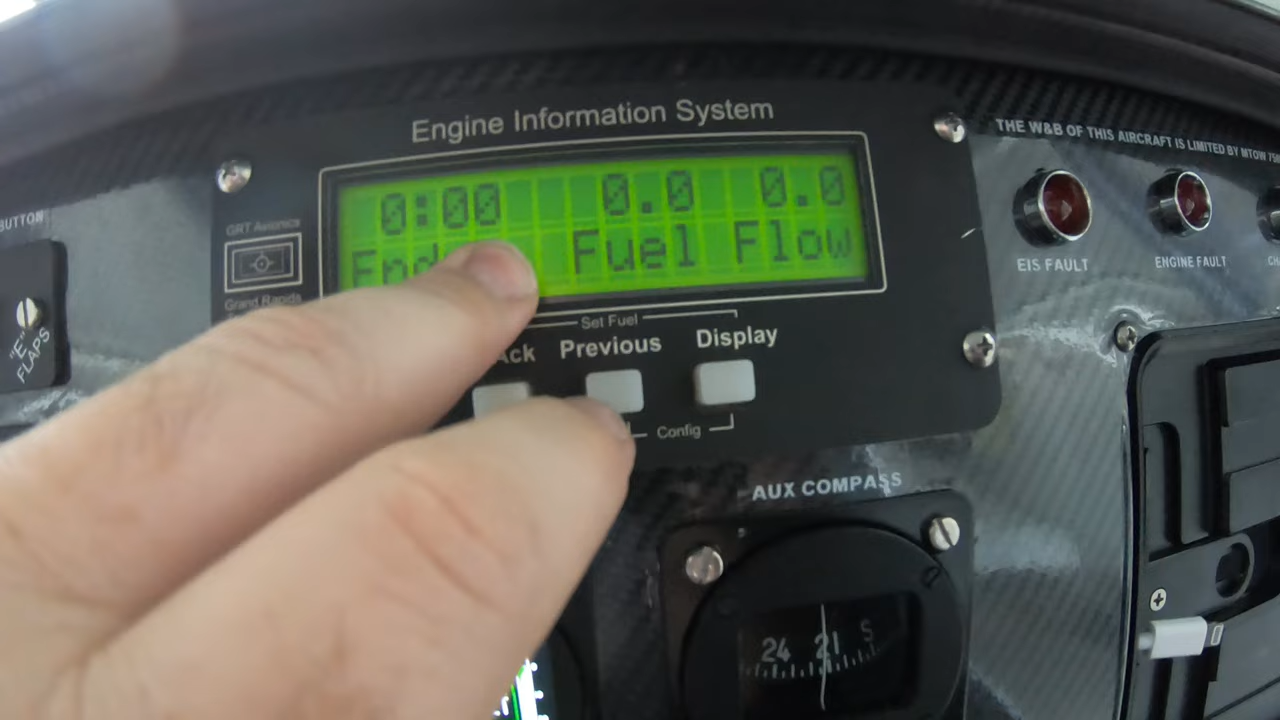 Engine Information System
THE W&B OF THIS AIRCRAFT IS LIMITED BY MTOW
BUTTON
GRT Avionics
Grand Rapids
0:00 0.0 0.0
Fuel Flow
EIS FAULT
ENGINE FAULT
Set Fuel
Previous
Display
"E"
FLAPS
Config
AUX COMPASS
24 21 S